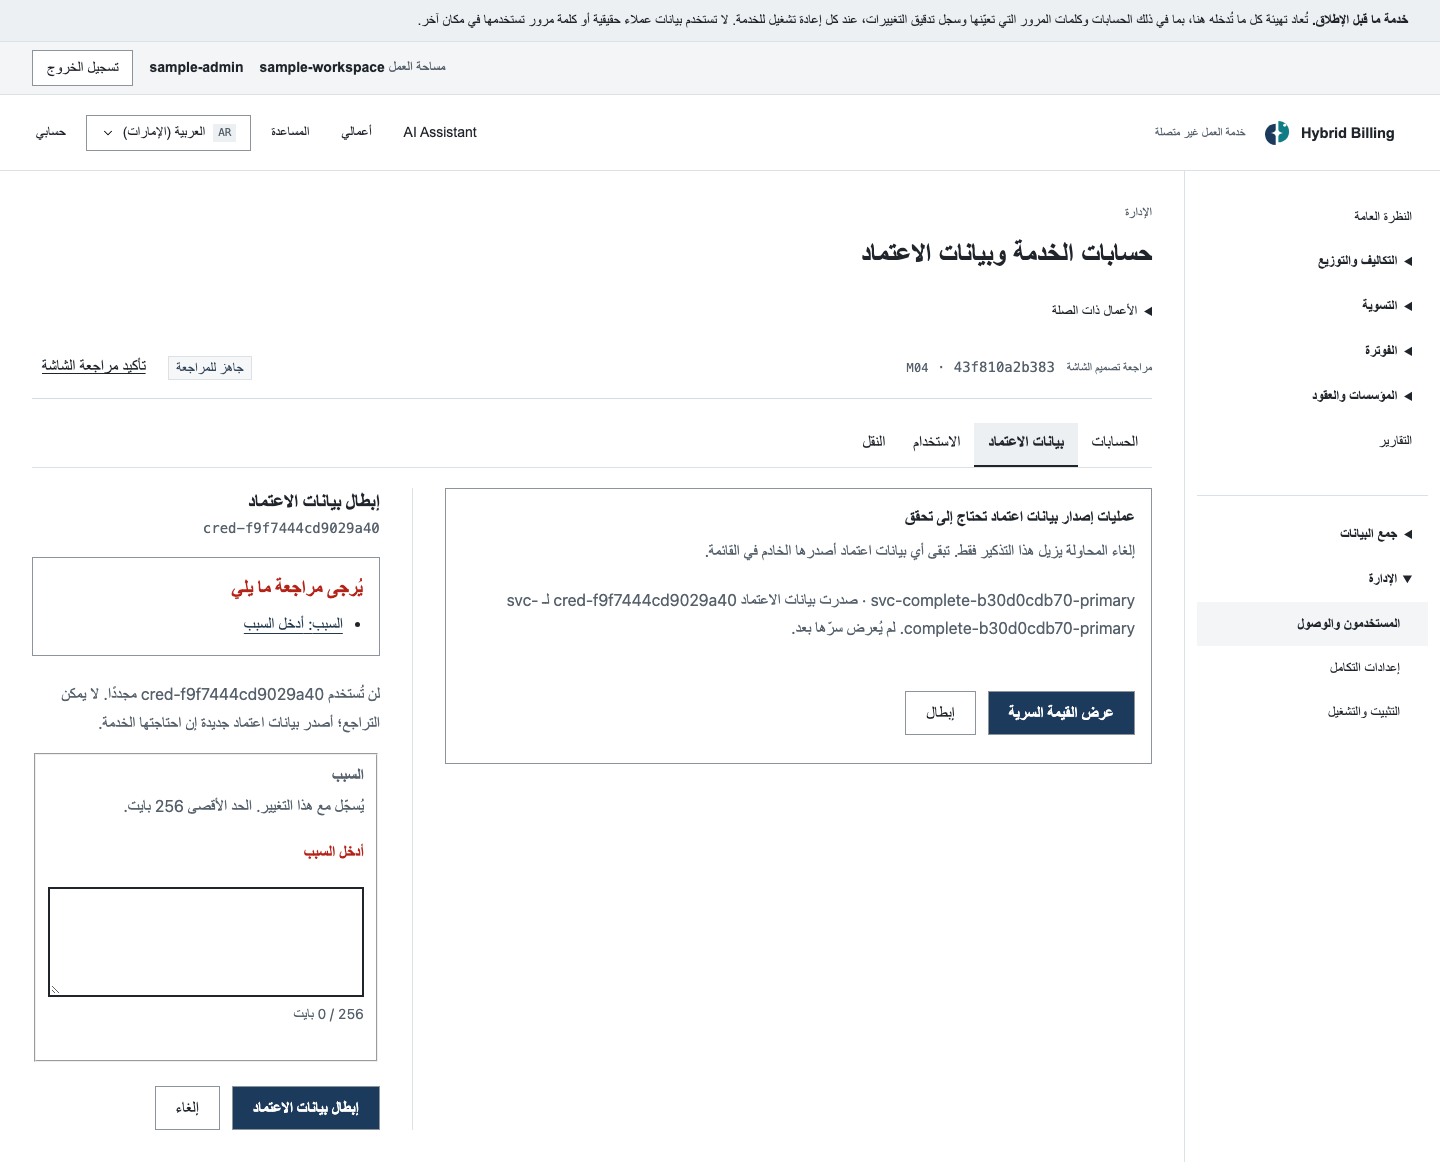 خدمة ما قبل الإطلاق. تُعاد تهيئة كل ما تُدخله هنا، بما في ذلك الحسابات وكلمات المرور التي تعيّنها وسجل تدقيق التغييرات، عند كل إعادة تشغيل للخدمة. لا تستخدم بيانات عملاء حقيقية أو كلمة مرور تستخدمها في مكان آخر.
مساحة العمل sample-workspace sample-admin تسجيل الخروج
Hybrid Billing خدمة العمل غير متصلة
AI Assistant أعمالي المساعدة AR العربية (الإمارات) حسابي
النظرة العامة
التكاليف والتوزيع
التسوية
الفوترة
المؤسسات والعقود
التقارير
جمع البيانات
الإدارة
المستخدمون والوصول
إعدادات التكامل
التثبيت والتشغيل
الإدارة
حسابات الخدمة وبيانات الاعتماد
الأعمال ذات الصلة
مراجعة تصميم الشاشة 43f810a2b383 · M04 جاهز للمراجعة تأكيد مراجعة الشاشة
الحسابات بيانات الاعتماد الاستخدام النقل
عمليات إصدار بيانات اعتماد تحتاج إلى تحقق
إلغاء المحاولة يزيل هذا التذكير فقط. تبقى أي بيانات اعتماد أصدرها الخادم في القائمة.
svc-complete-b30d0cdb70-primary · صدرت بيانات الاعتماد cred-f9f7444cd9029a40 لـ svc-
complete-b30d0cdb70-primary. لم يُعرض سرّها بعد.
عرض القيمة السرية إبطال
إبطال بيانات الاعتماد
cred-f9f7444cd9029a40
يُرجى مراجعة ما يلي
السبب: أدخل السبب
لن تُستخدم cred-f9f7444cd9029a40 مجددًا. لا يمكن
التراجع؛ أصدر بيانات اعتماد جديدة إن احتاجتها الخدمة.
السبب
يُسجّل مع هذا التغيير. الحد الأقصى 256 بايت.
أدخل السبب
256 / 0 بايت
إبطال بيانات الاعتماد إلغاء